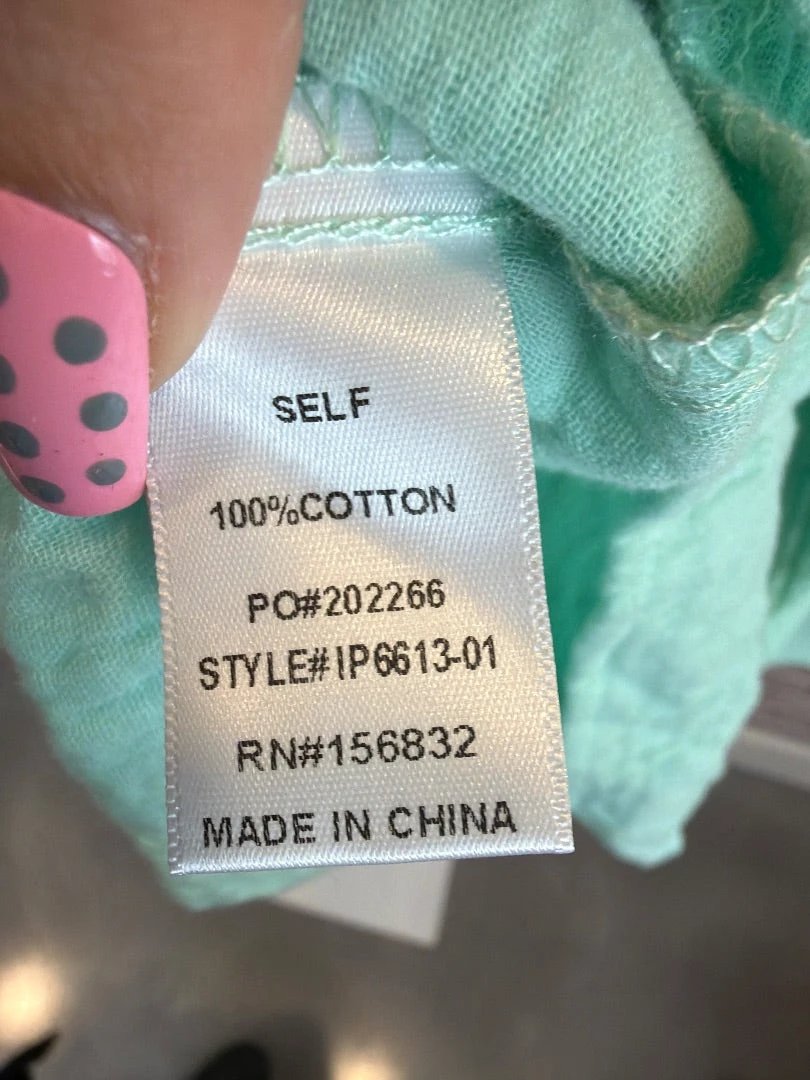 SELF
100%COTTON
PO#202266
STYLE#IP6613-01
RN#156832
MADE IN CHINA